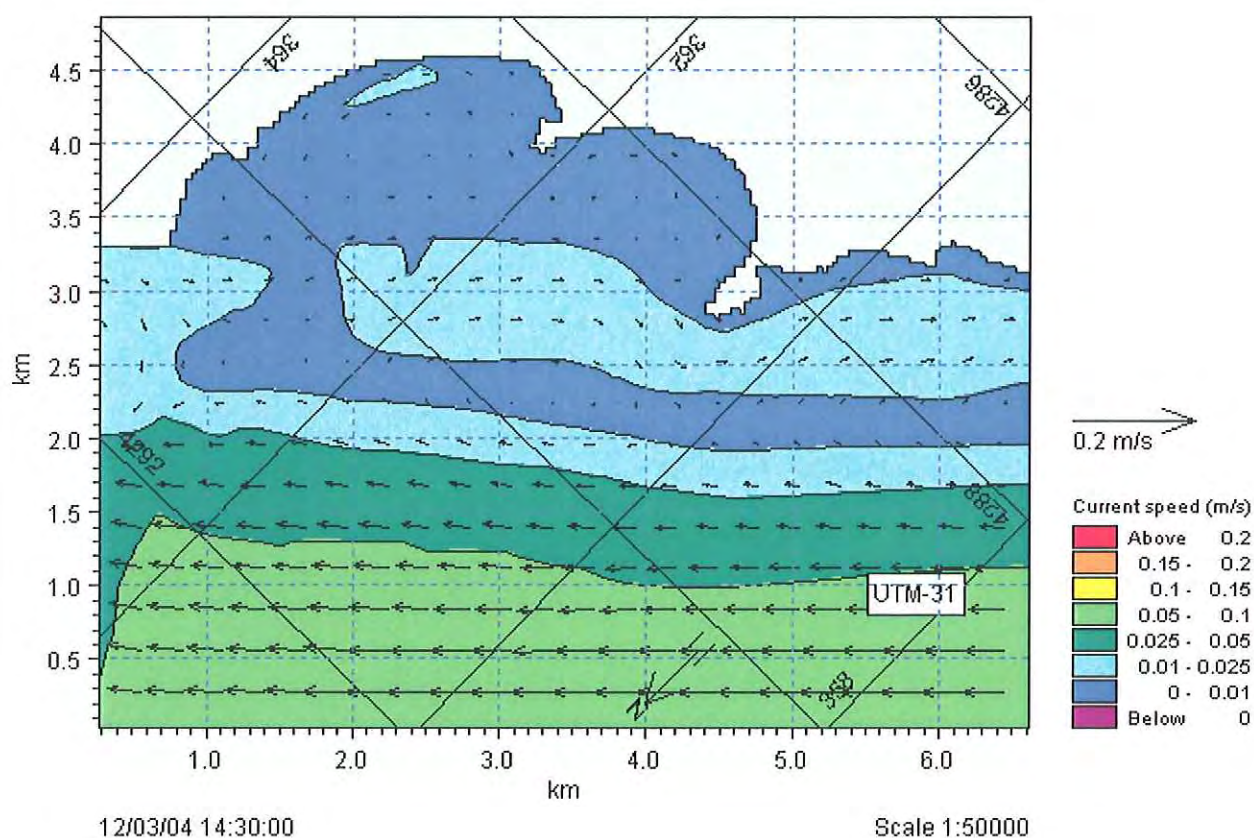 364
362
4286
4.5
4.0
3.5
3.0
2.5
2.0
1.5
1.0
0.5
km
4292
4288
UTM-31
358
N
1.0
2.0
3.0
4.0
5.0
6.0
km
0.2 m/s
Current speed (m/s)
Above 0.2
0.15 - 0.2
0.1 - 0.15
0.05 - 0.1
0.025 - 0.05
0.01 - 0.025
0 - 0.01
Below 0
12/03/04 14:30:00
Scale 1:50000